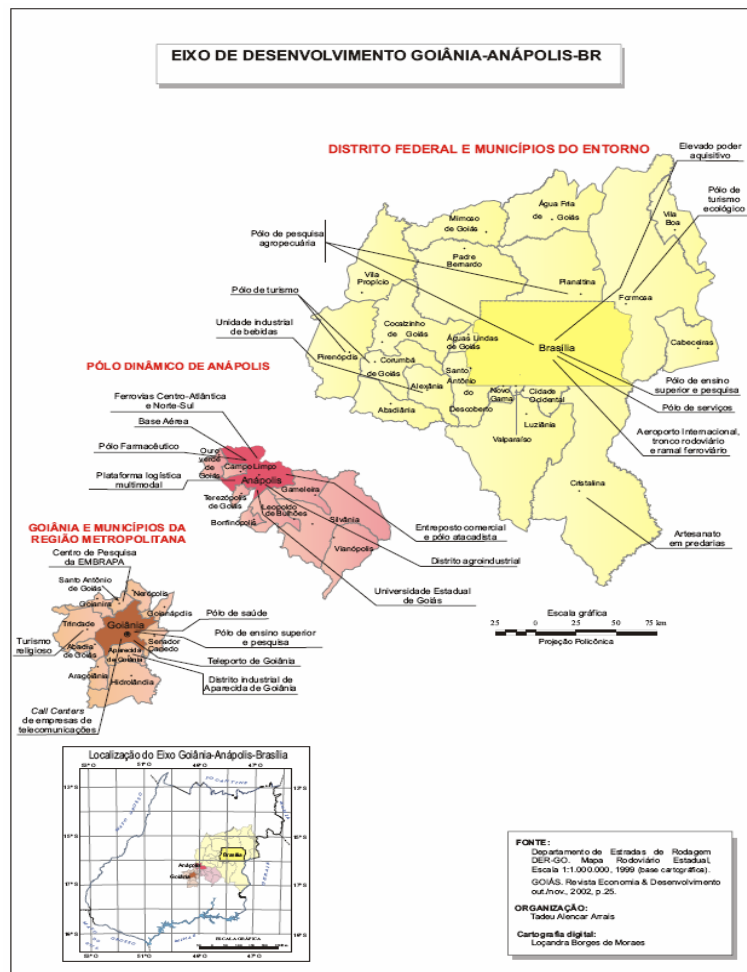 EIXO DE DESENVOLVIMENTO GOIÂNIA-ANÁPOLIS-BR
DISTRITO FEDERAL E MUNICÍPIOS DO ENTORNO
Elevado poder
aquisitivo
Pólo de
turismo
ecológico
Pólo de pesquisa
agropecuária
Mimoso
de Goiás
Água Fria
de Goiás
Vila
Boa
Padre
Bernardo
Planaltina
Vila
Propício
Formosa
Pólo de turismo
Unidade industrial
de bebidas
Cocalzinho
de Goiás
Águas Lindas
de Goiás
Brasília
Cabeceiras
Pirenópolis
Corumbá
de Goiás
Alexânia
Santo
Antônio
do
Descoberto
Abadiânia
Novo
Gama
Cidade
Ocidental
Luziânia
Valparaíso
Cristalina
Pólo de ensino
superior e pesquisa
Pólo de serviços
Aeroporto Internacional,
tronco rodoviário
e ramal ferroviário
Artesanato
em predarias
PÓLO DINÂMICO DE ANÁPOLIS
Ferrovias Centro-Atlântica
e Norte-Sul
Base Aérea
Pólo Farmacêutico
Plataforma logística
multimodal
Ouro
verde
de
Goiás
Campo Limpo
Anápolis
Gameleira
Terezópolis
de Goiás
Leopoldo
de Bulhões
Silvânia
Bonfinópolis
Vianópolis
Entreposto comercial
e pólo atacadista
Distrito agroindustrial
Universidade Estadual
de Goiás
GOIÂNIA E MUNICÍPIOS DA
REGIÃO METROPOLITANA
Centro de Pesquisa
da EMBRAPA
Santo Antônio
de Goiás
Nerópolis
Goianira
Goianápolis
Trindade
Goiânia
Turismo
religioso
Abadia
de Goiás
Aparecida
de Goiânia
Senador
Canedo
Aragoiânia
Hidrolândia
Pólo de saúde
Pólo de ensino superior
e pesquisa
Teleporto de Goiânia
Distrito industrial de
Aparecida de Goiânia
Call Centers
de empresas de
telecomunicações
Escala gráfica
25 0 25 50 75 km
Projeção Policônica
Localização do Eixo Goiânia-Anápolis-Brasília
Brasília
Anápolis
Goiânia
ESCALA GRÁFICA
FONTE:
Departamento de Estradas de Rodagem
DER-GO. Mapa Rodoviário Estadual,
Escala 1:1.000.000, 1999 (base cartográfica).
GOIÁS. Revista Economia & Desenvolvimento
out./nov., 2002, p.25.
ORGANIZAÇÃO:
Tadeu Alencar Arrais
Cartografia digital:
Loçandra Borges de Moraes